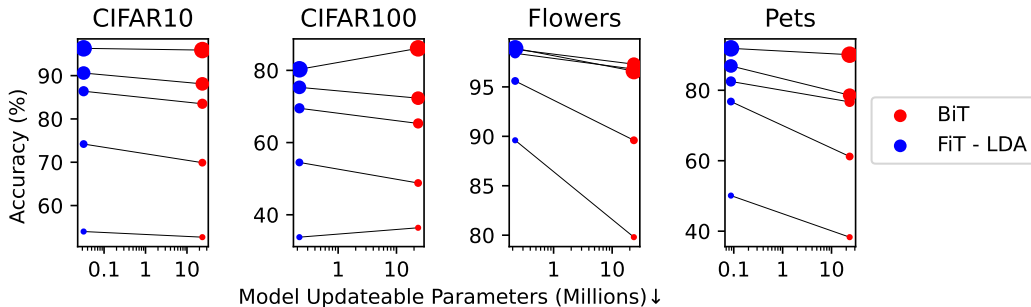 CIFAR10 CIFAR100 Flowers Pets
Accuracy (%)
90
80
70
60
80
60
40
95
90
85
80
80
60
40
0.1 1 10
1 10
1 10
0.1 1 10
Model Updateable Parameters (Millions)↓
BiT
FiT - LDA